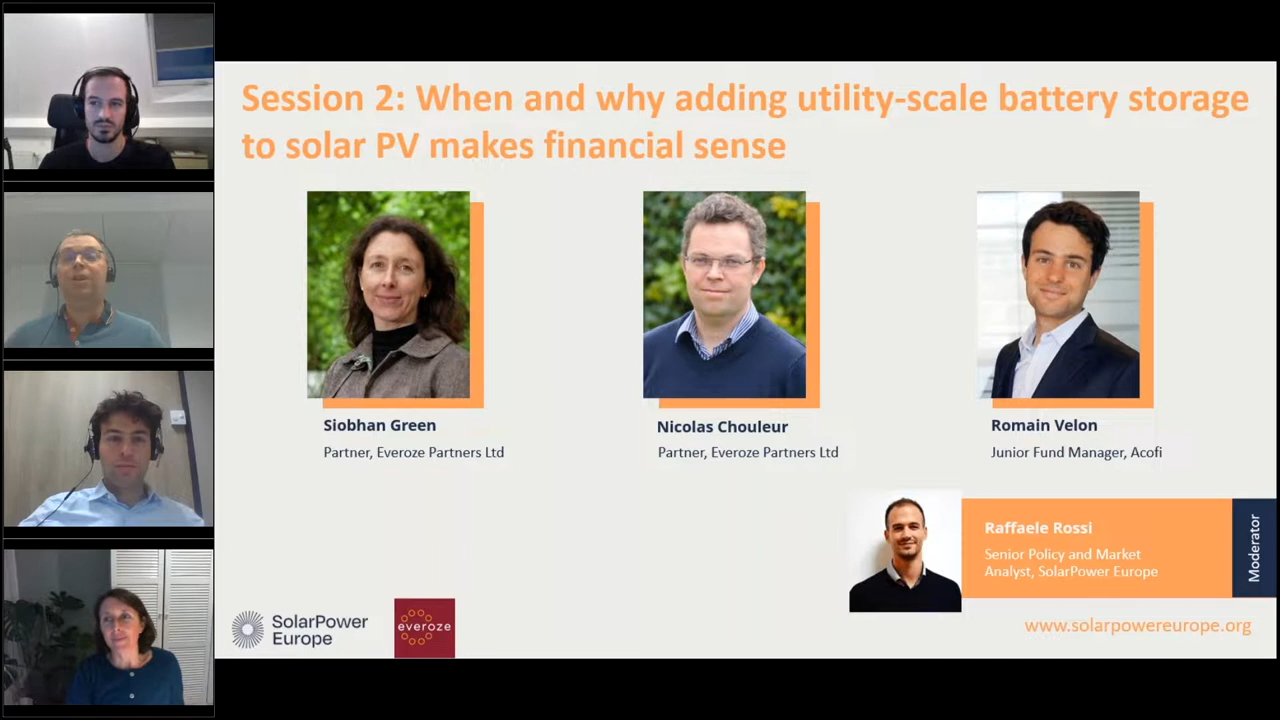 Session 2: When and why adding utility-scale battery storage
to solar PV makes financial sense
Siobhan Green
Partner, Everoze Partners Ltd
Nicolas Chouleur
Partner, Everoze Partners Ltd
Romain Velon
Junior Fund Manager, Acofi
Raffaele Rossi
Senior Policy and Market
Analyst, SolarPower Europe
Moderator
SolarPower
Europe
everoze
www.solarpowereurope.org